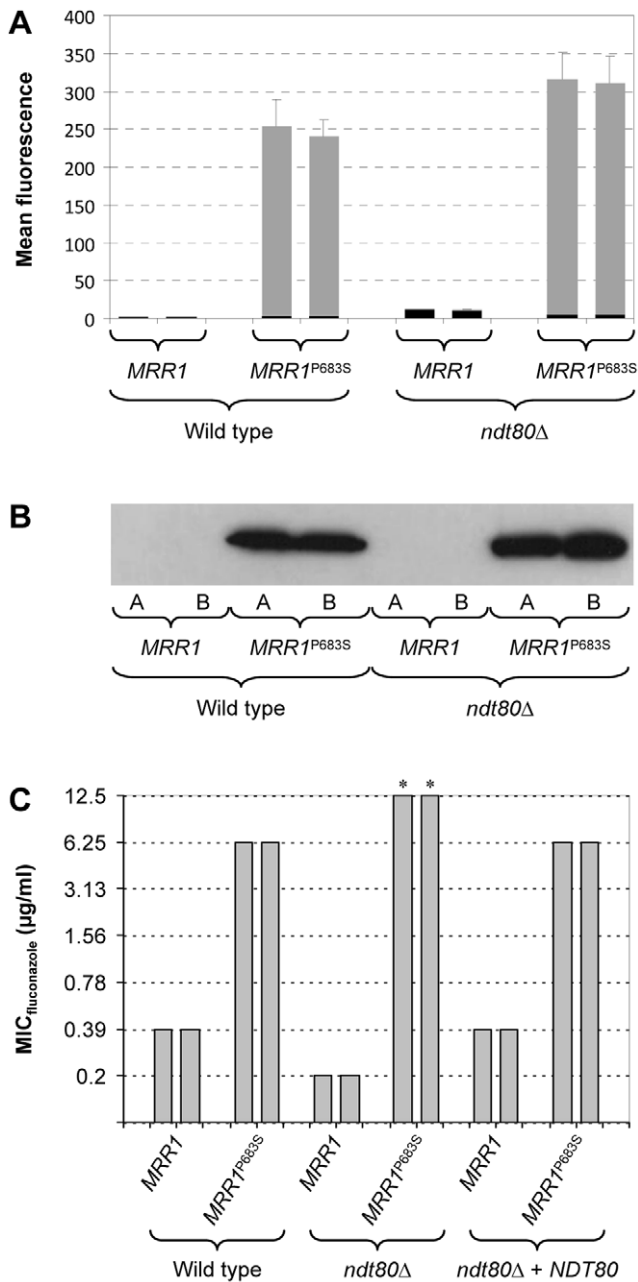 A
Mean fluorescence
400
350
300
250
200
150
100
50
0
MRR1 MRR1P683S MRR1 MRR1P683S
Wild type ndt80Δ
B
A B A B A B A B
MRR1 MRR1P683S MRR1 MRR1P683S
Wild type ndt80Δ
C
MICfluconazole (µg/ml)
* *
12.5
6.25
3.13
1.56
0.78
0.39
0.2
MRR1 MRR1P683S MRR1 MRR1P683S MRR1 MRR1P683S
Wild type ndt80Δ ndt80Δ + NDT80